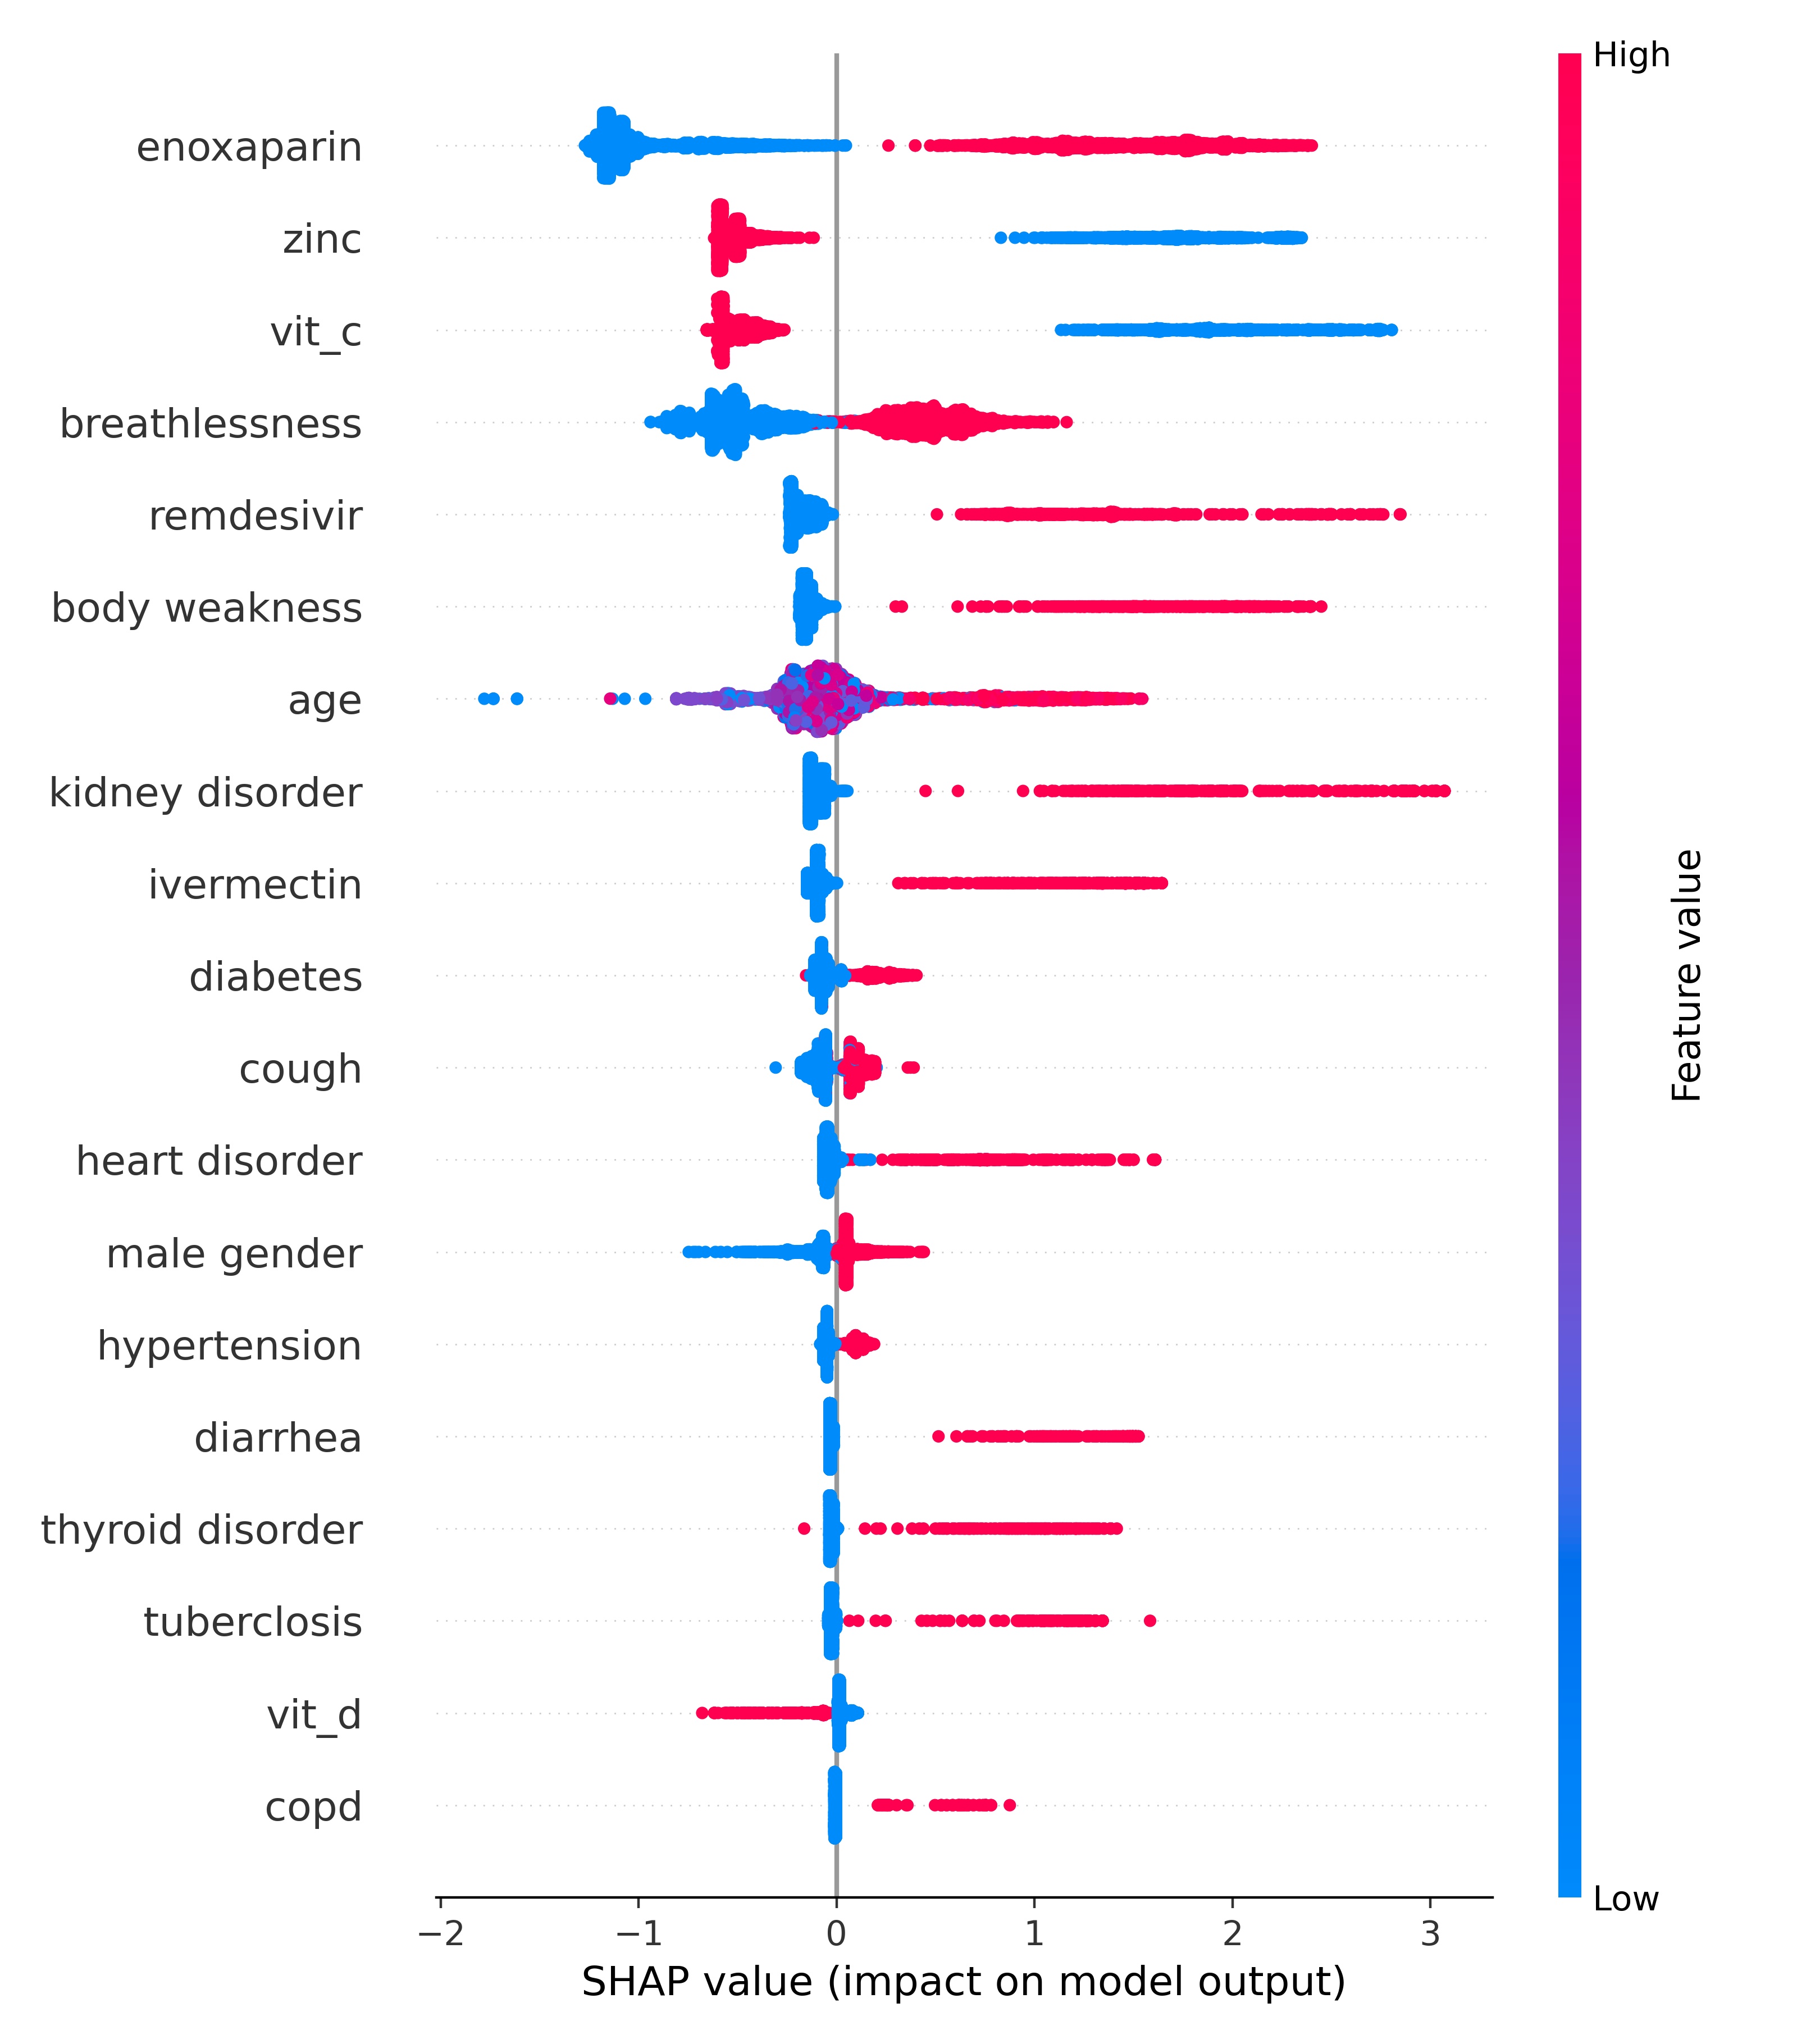 High
enoxaparin
zinc
vit_c
breathlessness
remdesivir
body weakness
age
kidney disorder
ivermectin
diabetes
cough
heart disorder
male gender
hypertension
diarrhea
thyroid disorder
tuberclosis
vit_d
copd
Feature value
Low
−2 −1 0 1 2 3
SHAP value (impact on model output)